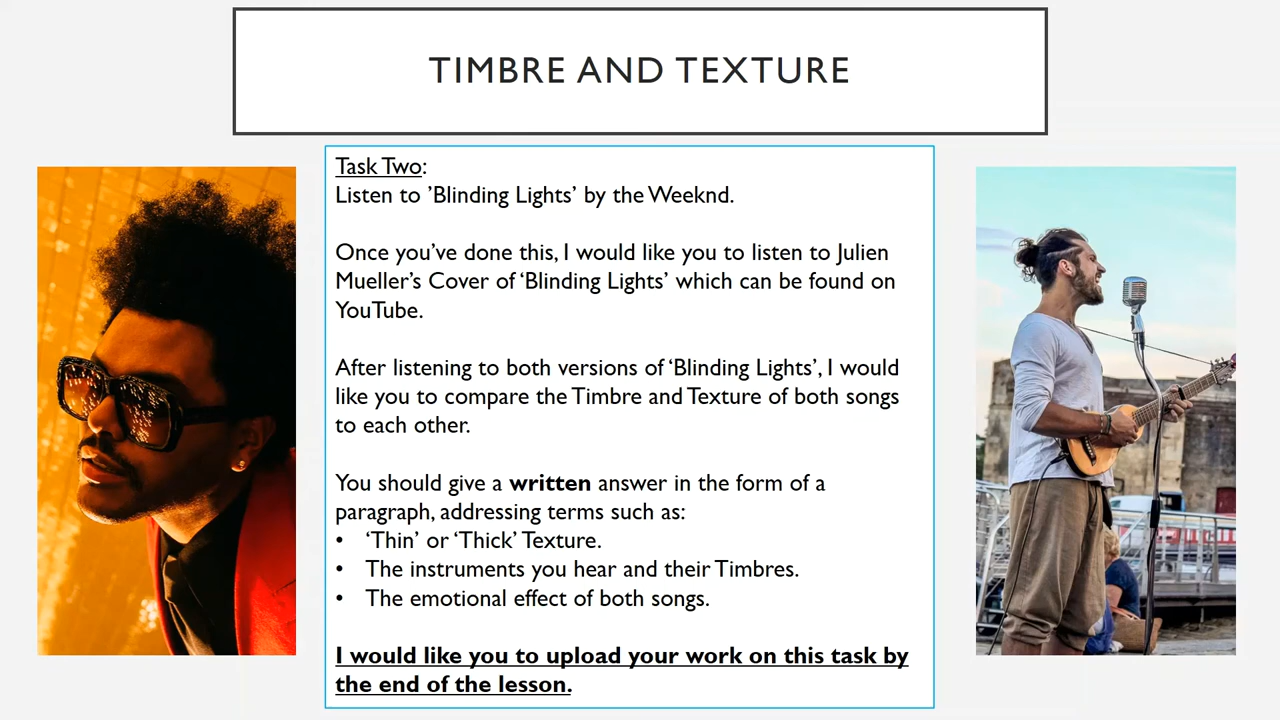 TIMBRE AND TEXTURE
Task Two:
Listen to ’Blinding Lights’ by the Weeknd.
Once you’ve done this, I would like you to listen to Julien
Mueller’s Cover of ‘Blinding Lights’ which can be found on
YouTube.
After listening to both versions of ‘Blinding Lights’, I would
like you to compare the Timbre and Texture of both songs
to each other.
You should give a written answer in the form of a
paragraph, addressing terms such as:
• ‘Thin’ or ‘Thick’ Texture.
• The instruments you hear and their Timbres.
• The emotional effect of both songs.
I would like you to upload your work on this task by
the end of the lesson.